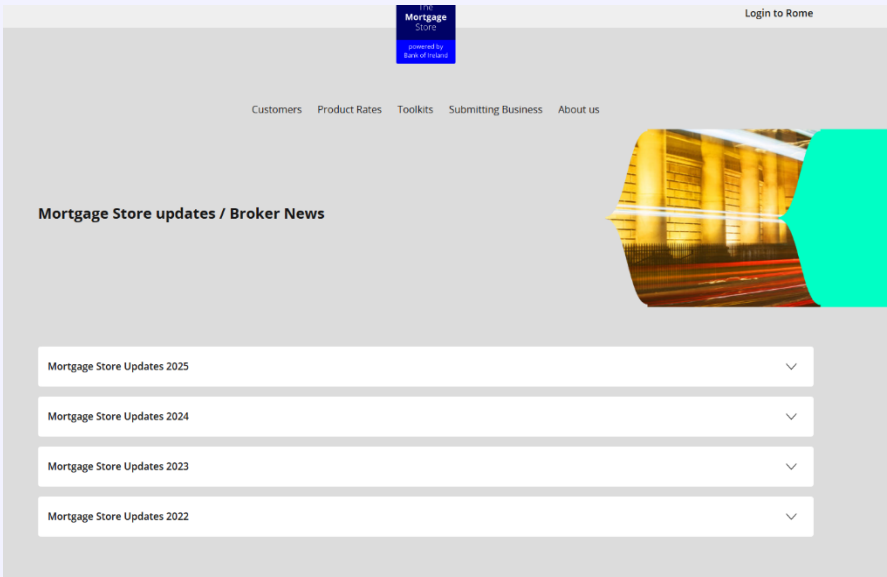 The
Mortgage
Store
powered by
Bank of Ireland
Login to Rome
Customers Product Rates Toolkits Submitting Business About us
Mortgage Store updates / Broker News
Mortgage Store Updates 2025
Mortgage Store Updates 2024
Mortgage Store Updates 2023
Mortgage Store Updates 2022